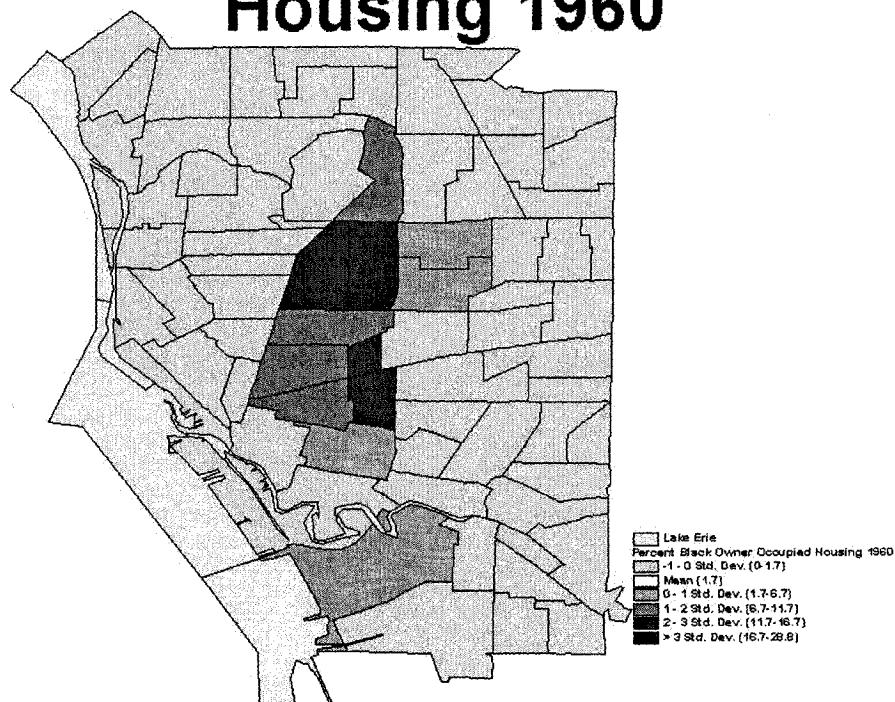 Housing 1960
Lake Erie
Percent Black Owner Occupied Housing 1960
-1 - 0 Std. Dev. (0-1.7)
Mean (1.7)
0 - 1 Std. Dev. (1.7-6.7)
1 - 2 Std. Dev. (6.7-11.7)
2 - 3 Std. Dev. (11.7-16.7)
> 3 Std. Dev. (16.7-28.8)